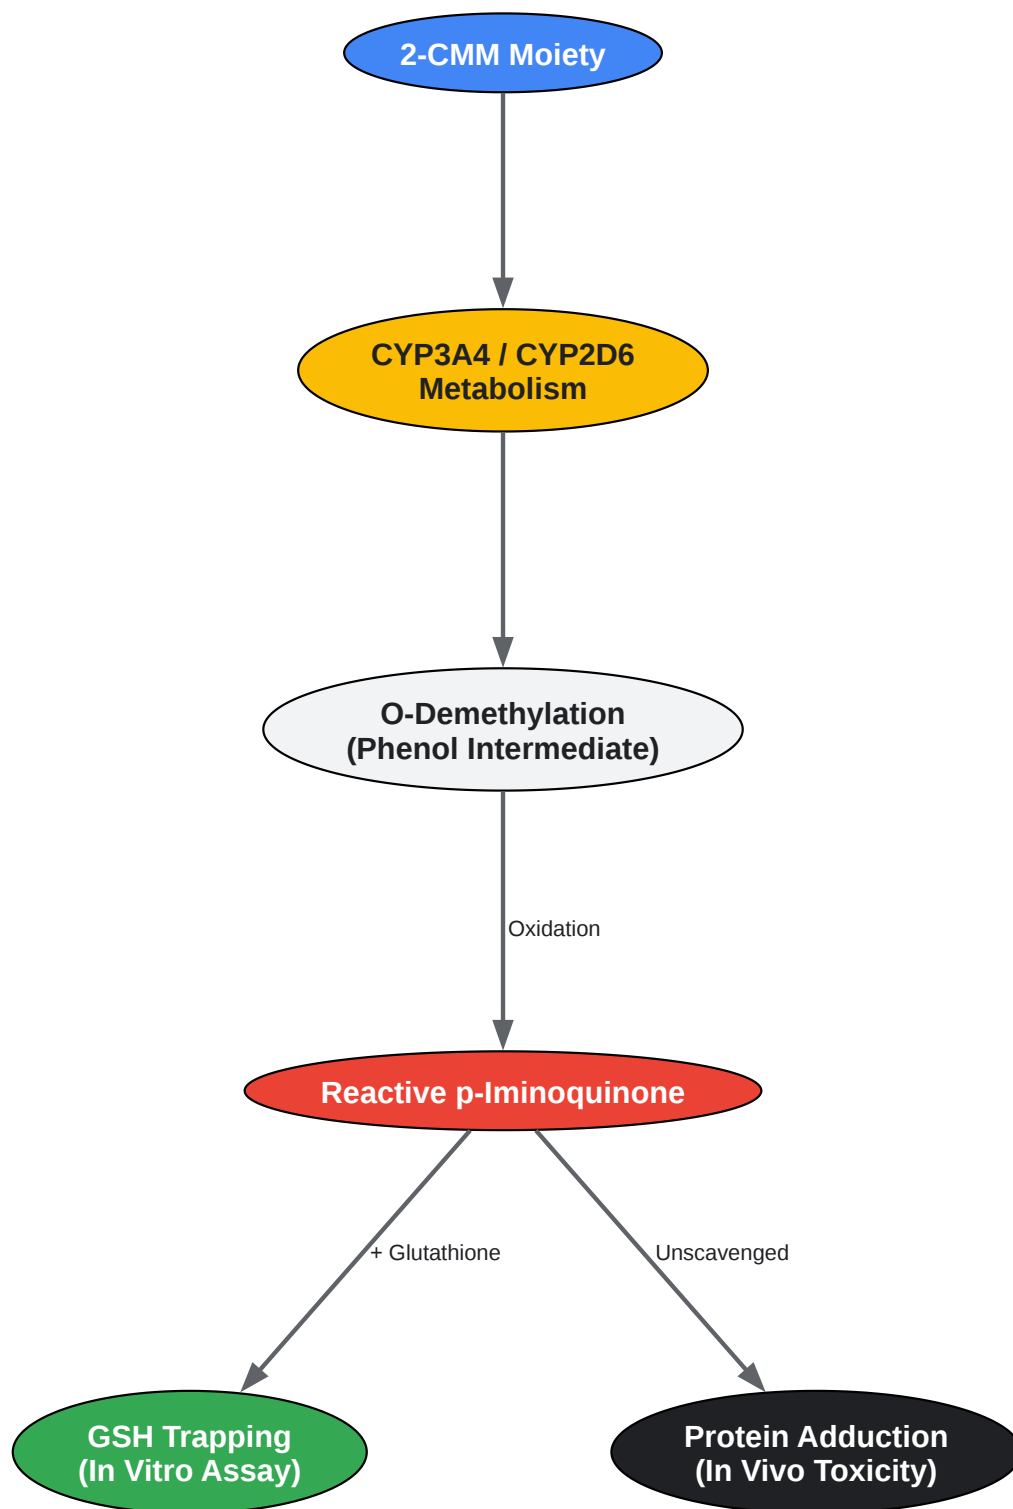 2-CMM Moiety
CYP3A4 / CYP2D6
Metabolism
O-Demethylation
(Phenol Intermediate)
Oxidation
Reactive p-Iminoquinone
+ Glutathione
Unscavenged
GSH Trapping
(In Vitro Assay)
Protein Adduction
(In Vivo Toxicity)